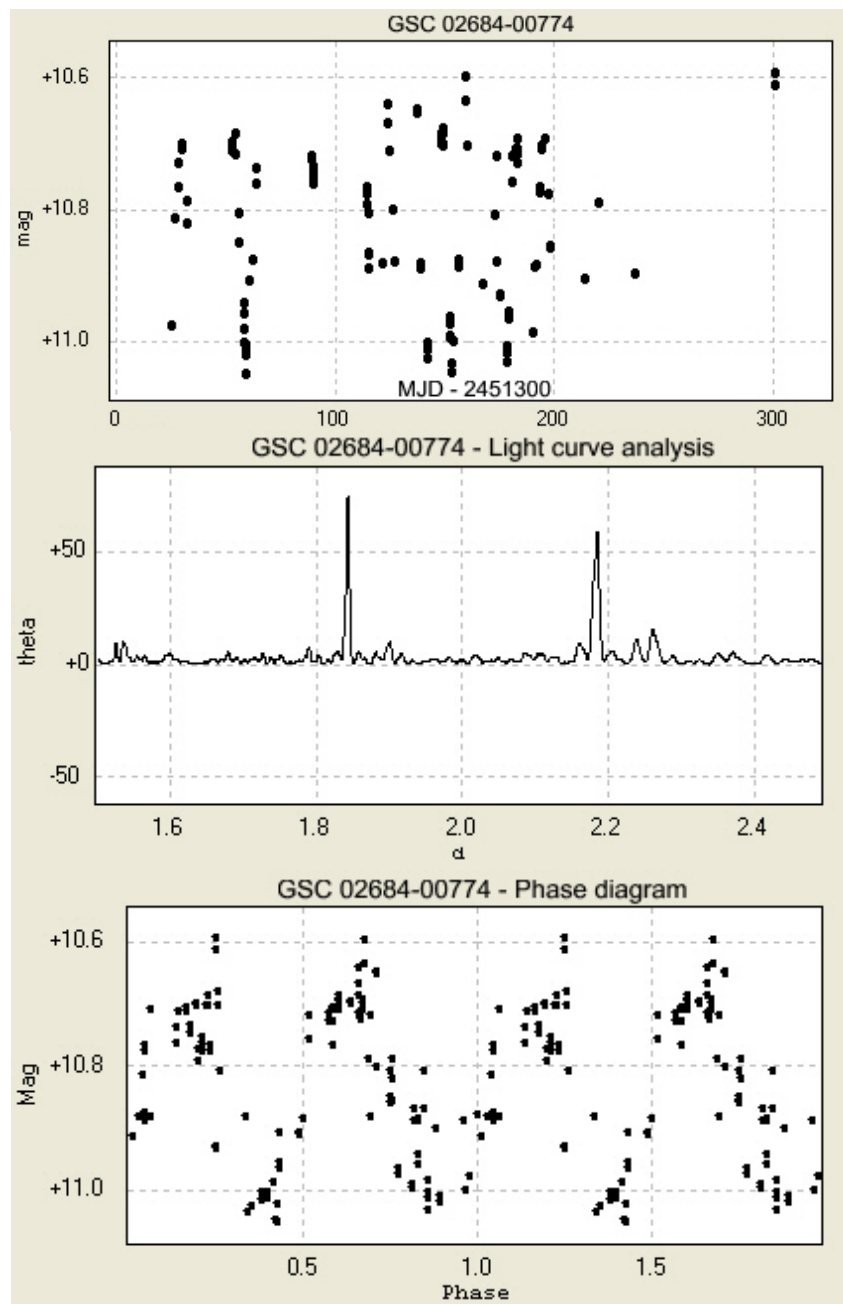 GSC 02684-00774
+10.6
+10.8
+11.0
mag
MJD - 2451300
0 100 200 300
GSC 02684-00774 - Light curve analysis
+50
+0
-50
theta
1.6 1.8 2.0 2.2 2.4
d
GSC 02684-00774 - Phase diagram
+10.6
+10.8
+11.0
Mag
0.5 1.0 1.5
Phase